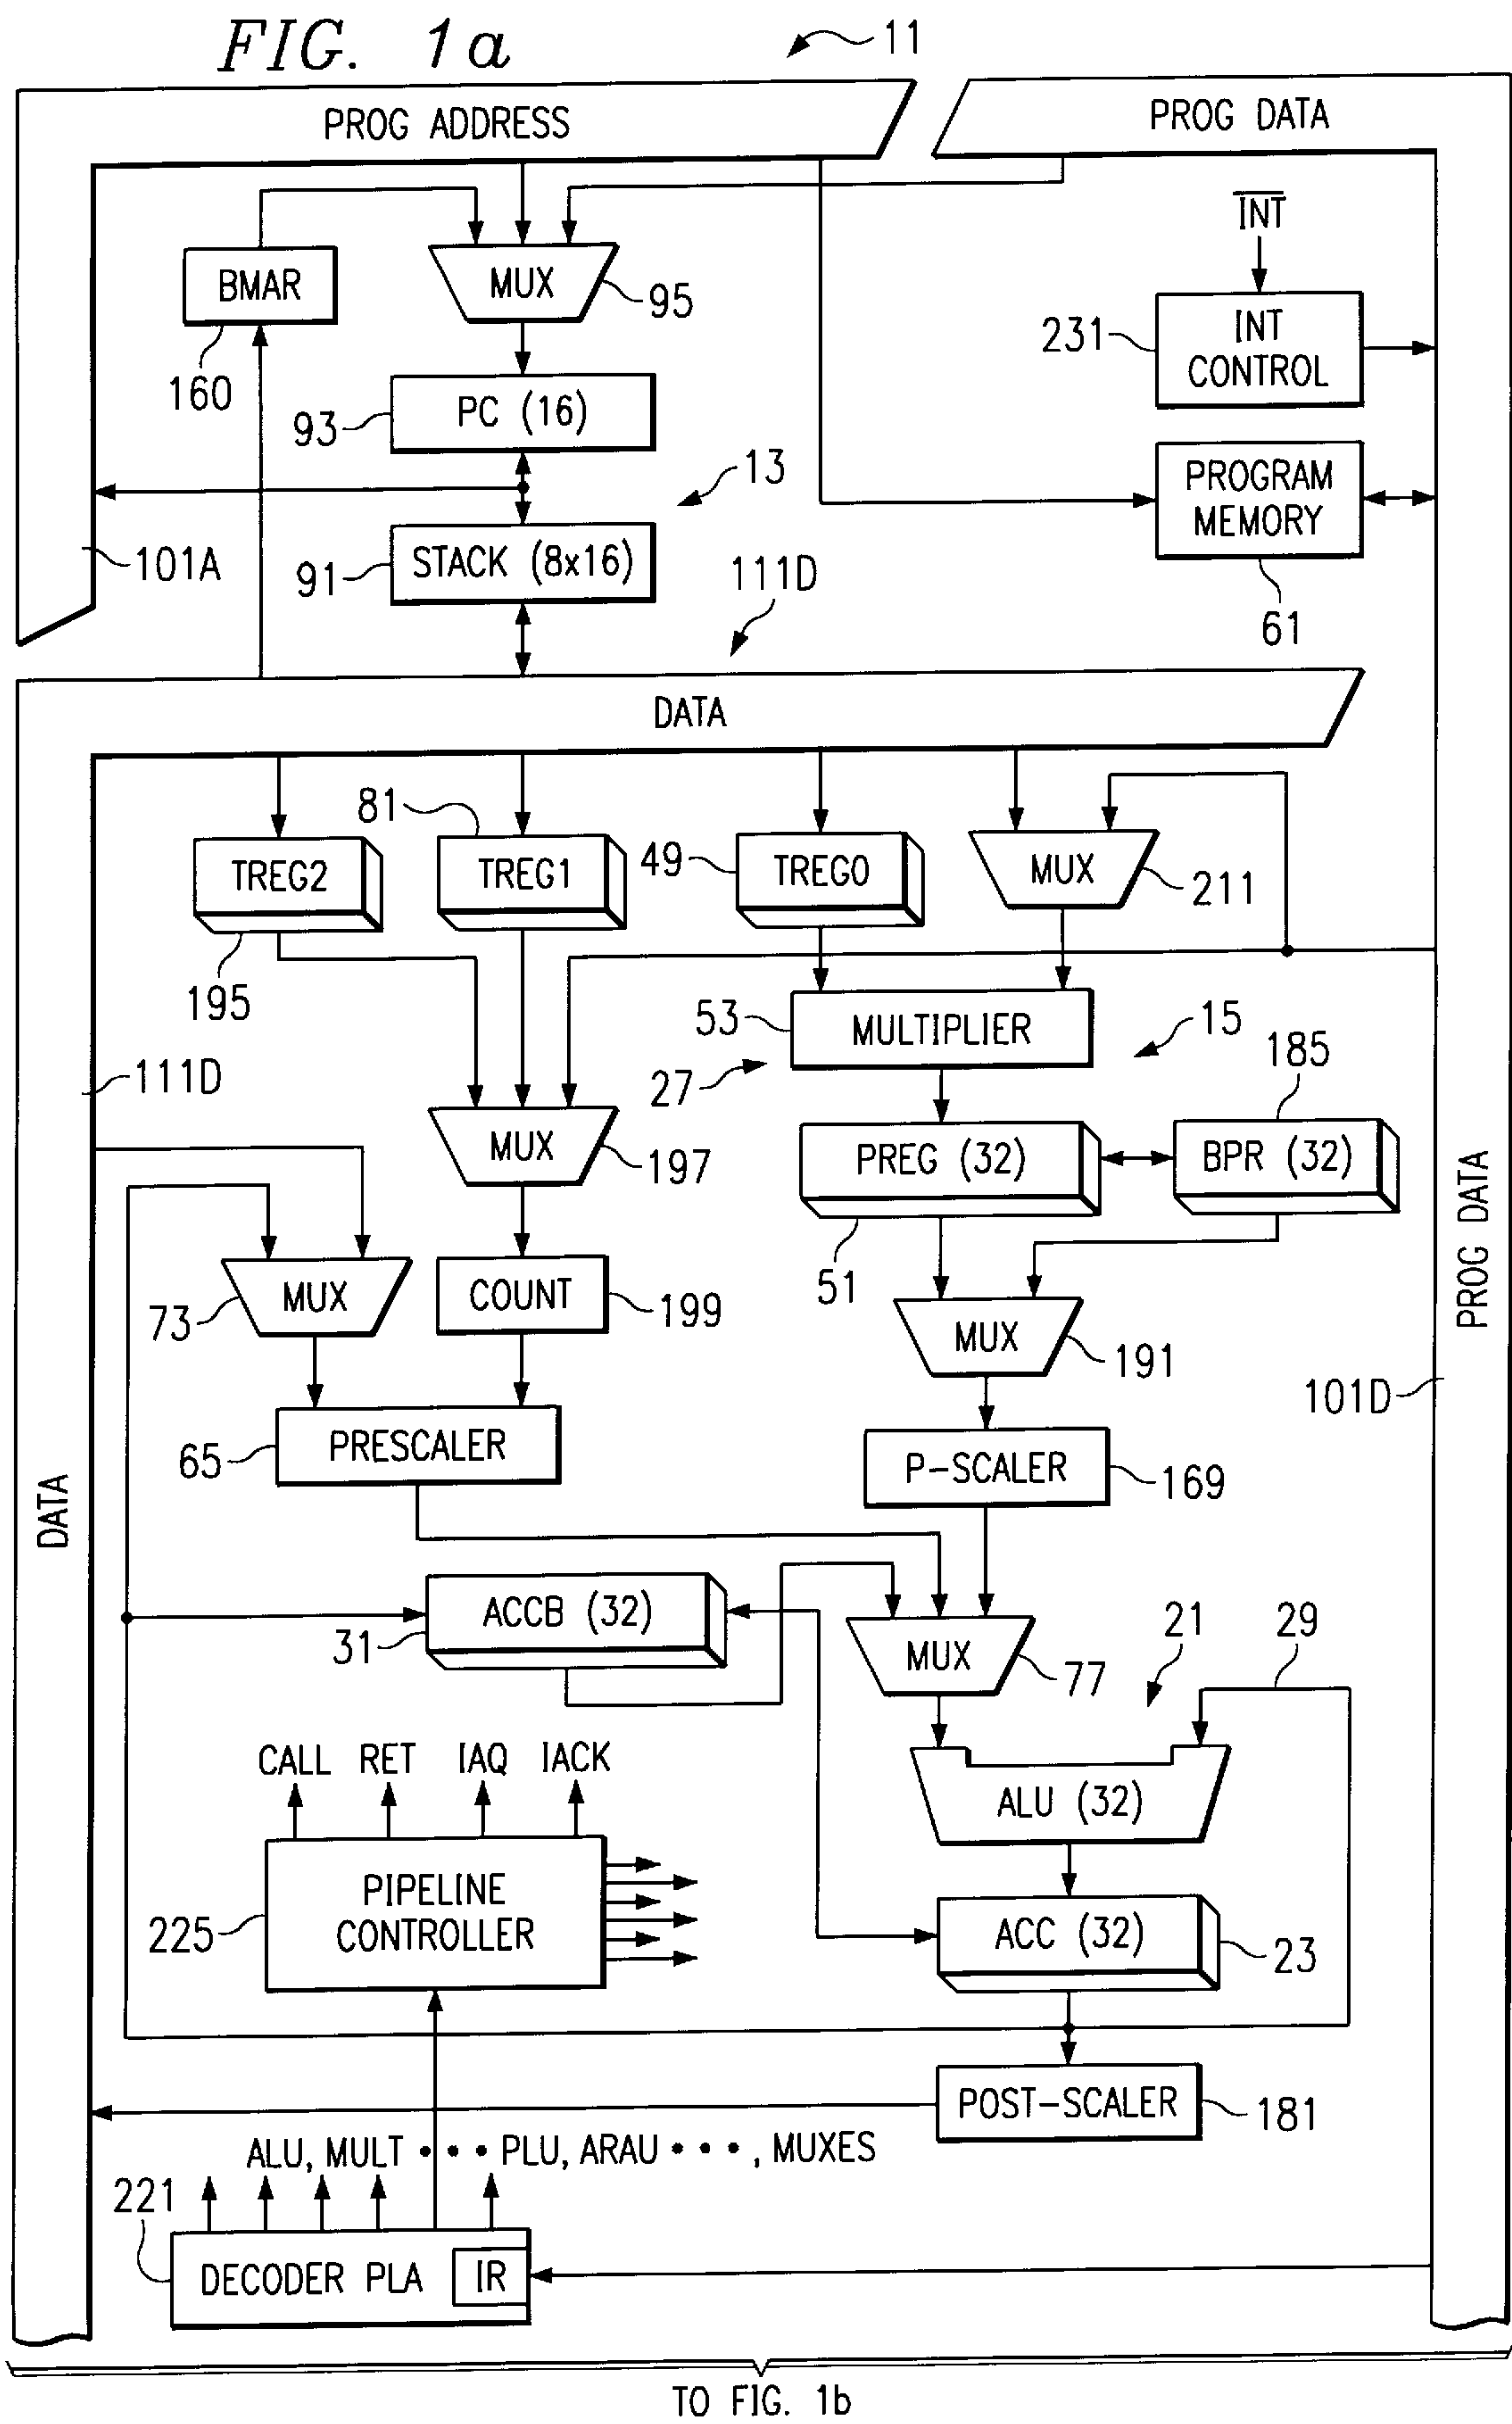 FIG. 1a
11
PROG ADDRESS
PROG DATA
INT
BMAR
MUX
95
160
231
INT
CONTROL
PC (16)
93
13
PROGRAM
MEMORY
101A
91
STACK (8x16)
111D
61
DATA
81
TREG2
TREG1
49
TREG0
MUX
211
195
53
MULTIPLIER
15
185
111D
27
MUX
197
PREG (32)
BPR (32)
PROG DATA
51
MUX
73
COUNT
199
MUX
191
101D
PRESCALER
65
P-SCALER
169
DATA
ACCB (32)
31
MUX
77
21
29
CALL
RET
IAQ
IACK
ALU (32)
PIPELINE
CONTROLLER
225
ACC (32)
23
POST-SCALER
181
ALU, MULT • • • PLU, ARAU • • •, MUXES
221
DECODER PLA
IR
TO FIG. 1b